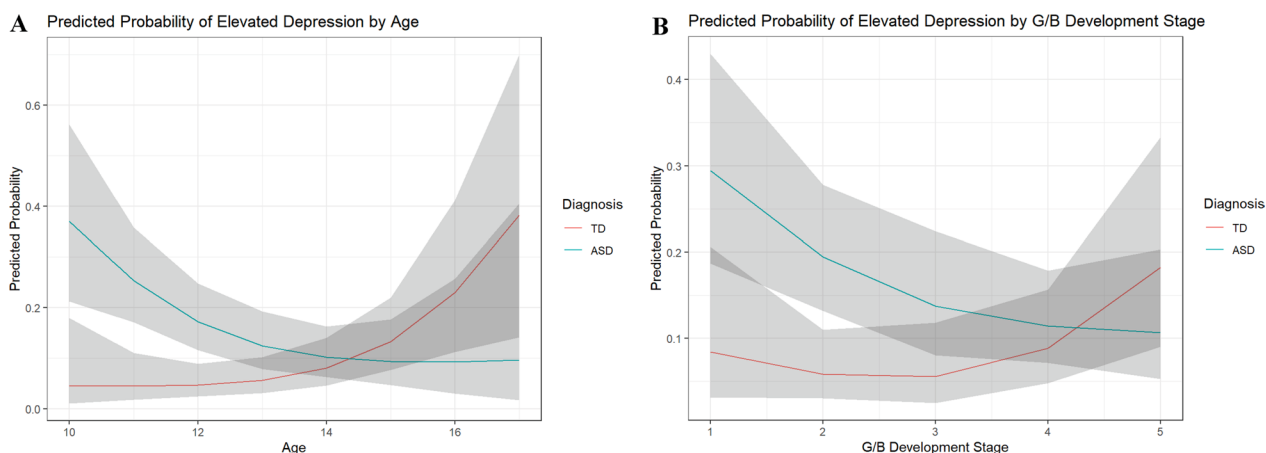 A
Predicted Probability of Elevated Depression by Age
Predicted Probability
0.6
0.4
0.2
0.0
10
12
14
16
Age
Diagnosis
TD
ASD
B
Predicted Probability of Elevated Depression by G/B Development Stage
Predicted Probability
0.4
0.3
0.2
0.1
1
2
3
4
5
G/B Development Stage
Diagnosis
TD
ASD